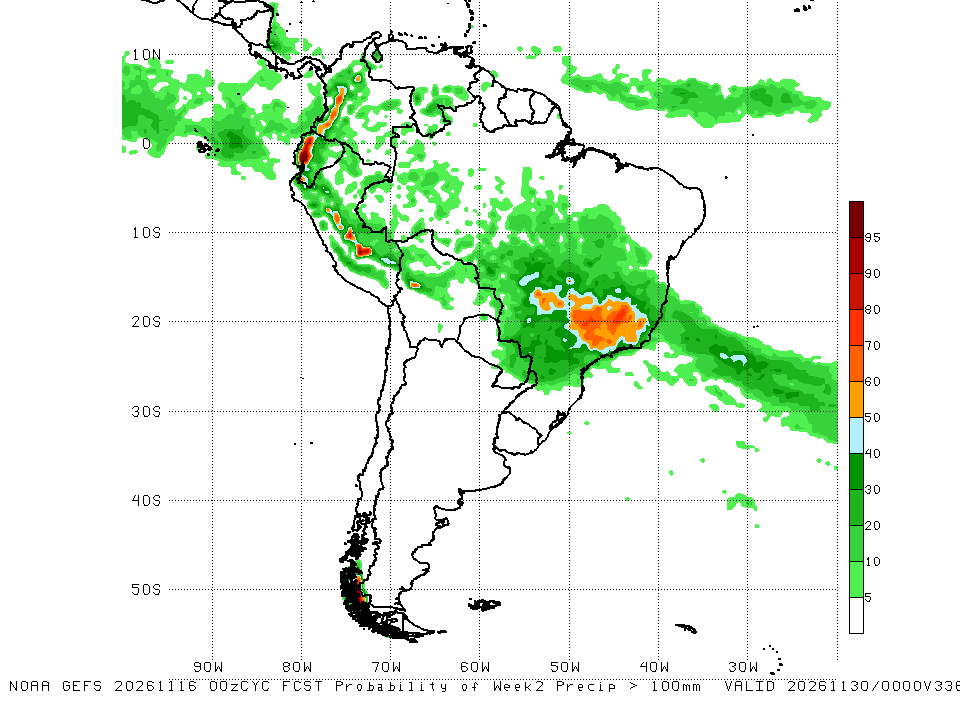 10N
0
10S
20S
30S
40S
50S
95
90
80
70
60
50
40
30
20
10
5
90W 80W 70W 60W 50W 40W 30W
NOAA GEFS 20261116 00zCYC FCST Probability of Week2 Precip > 100mm VALID 20261130/0000V336